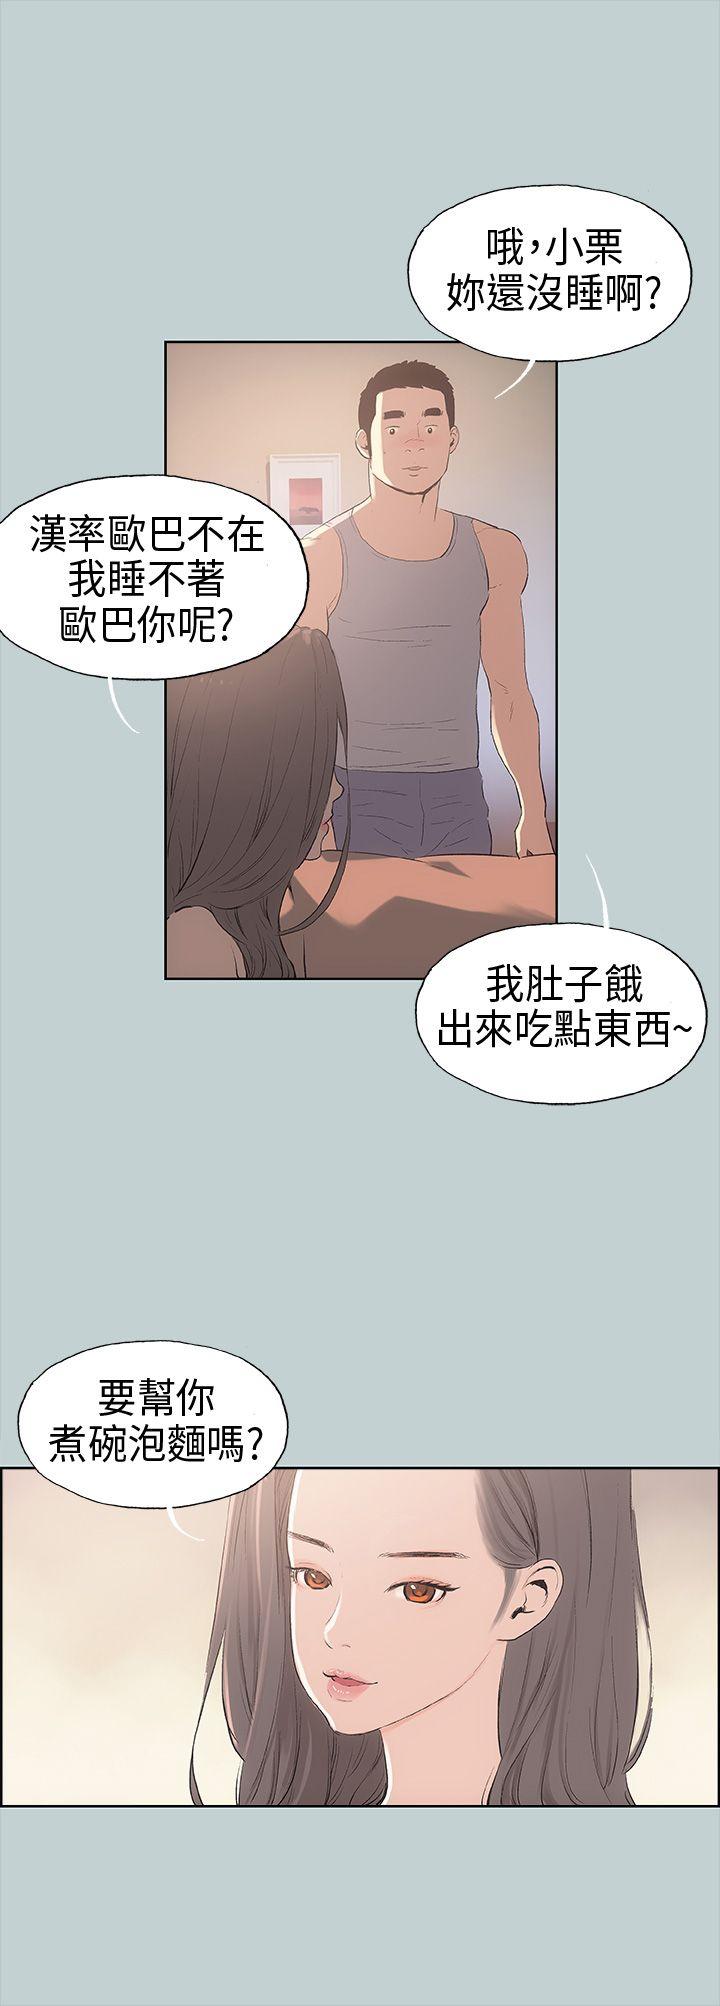 哦，小栗
妳還沒睡啊?
漢率歐巴不在
我睡不著
歐巴你呢?
我肚子餓
出來吃點東西~
要幫你
煮碗泡麵嗎?